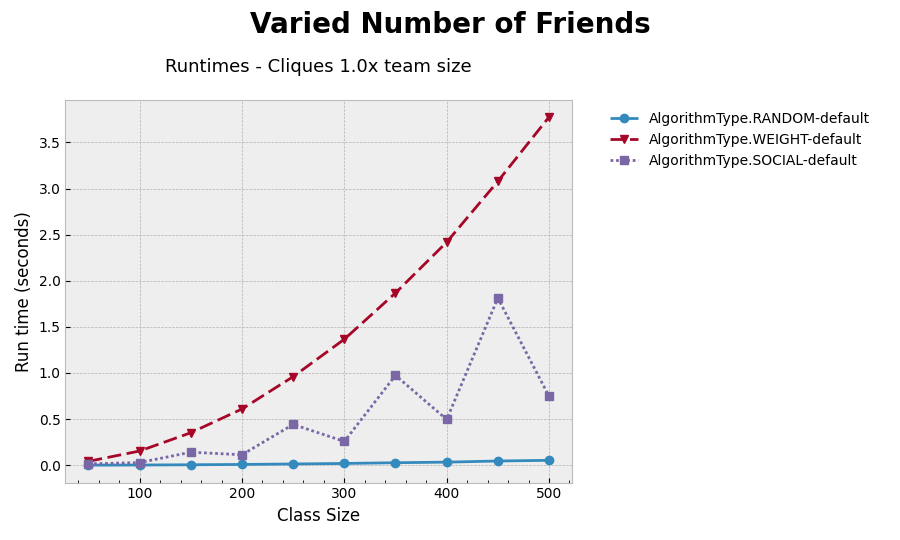 Varied Number of Friends
Runtimes - Cliques 1.0x team size
AlgorithmType.RANDOM-default
AlgorithmType.WEIGHT-default
AlgorithmType.SOCIAL-default
Run time (seconds)
3.5
3.0
2.5
2.0
1.5
1.0
0.5
0.0
100 200 300 400 500
Class Size